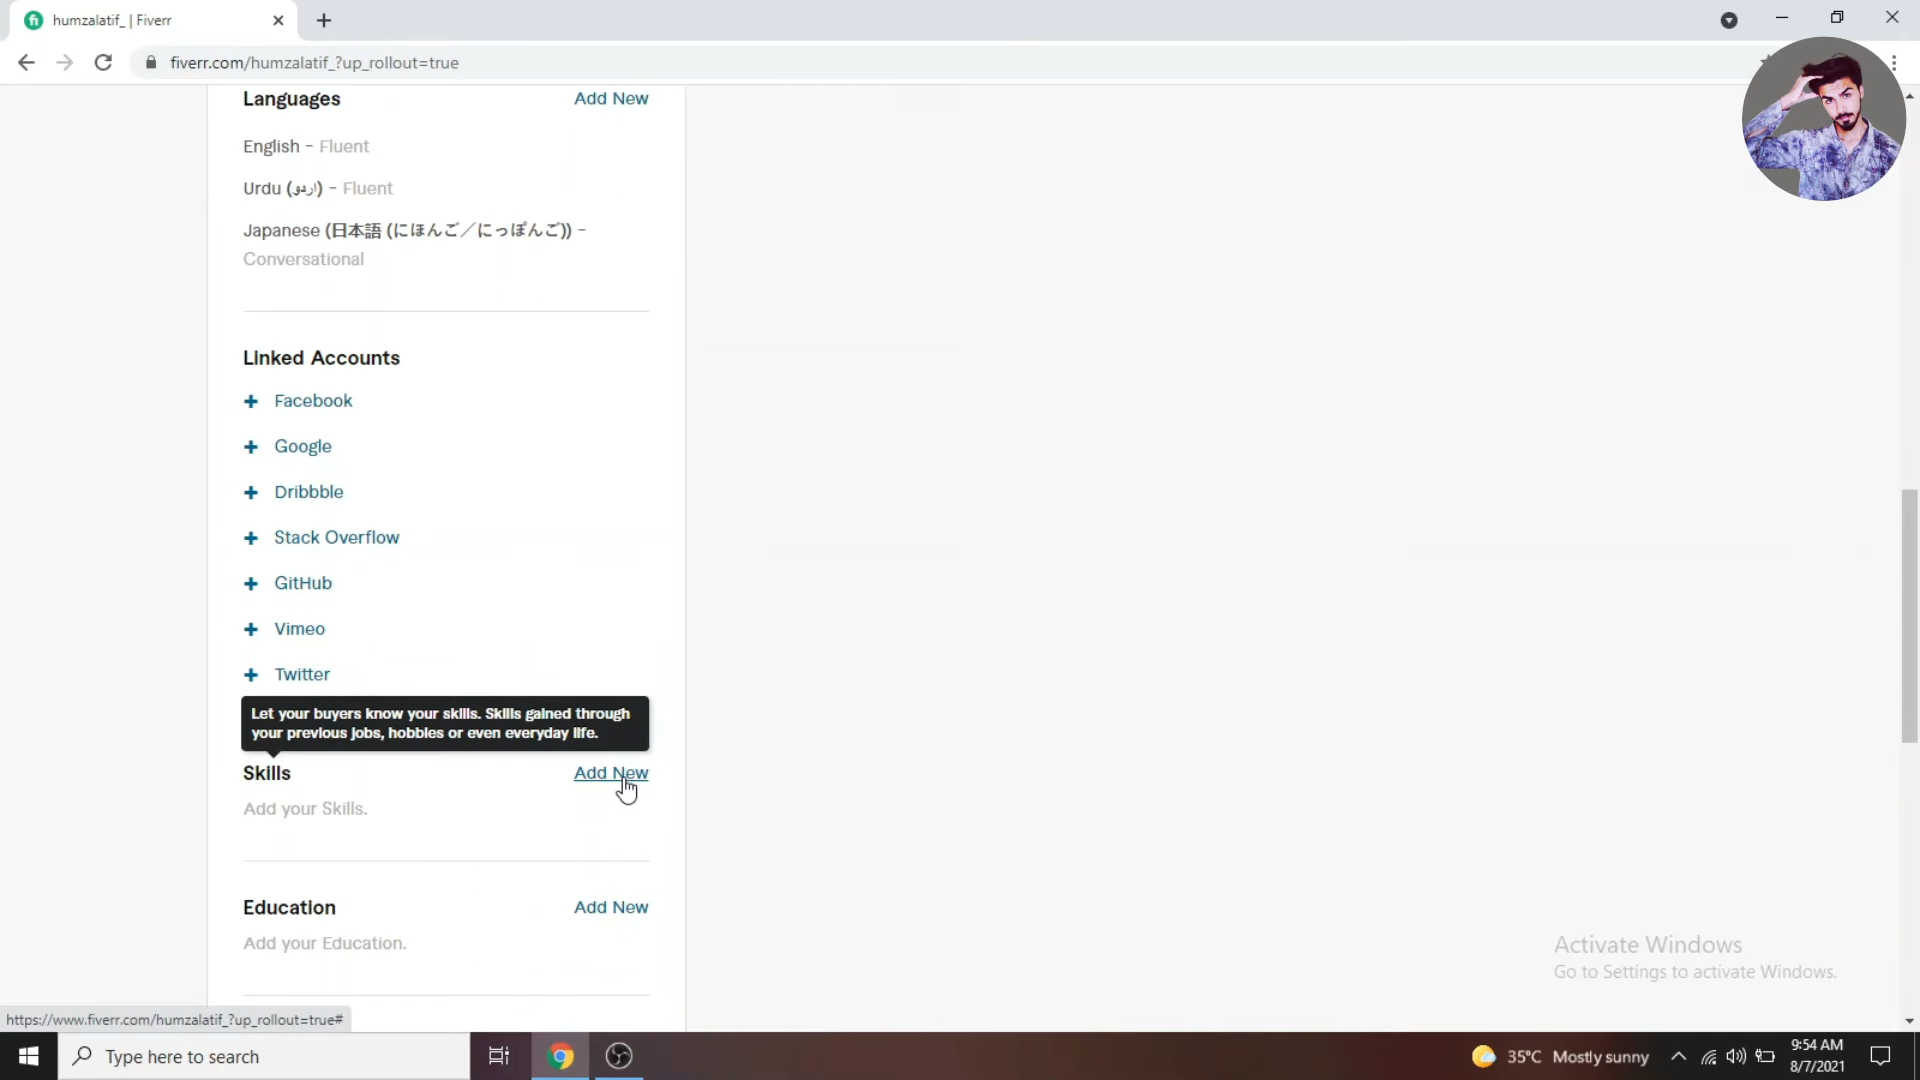 humzalatif_ | Fiverr
fiverr.com/humzalatif_?up_rollout=true
Languages Add New
English - Fluent
Urdu (اردو) - Fluent
Japanese (日本語 (にほんご／にっぽんご)) -
Conversational
Linked Accounts
Facebook
Google
Dribbble
Stack Overflow
GitHub
Vimeo
Twitter
Let your buyers know your skills. Skills gained through
your previous jobs, hobbies or even everyday life.
Skills Add New
Add your Skills.
Education Add New
Add your Education.
Activate Windows
Go to Settings to activate Windows.
https://www.fiverr.com/humzalatif_?up_rollout=true#
Type here to search
35°C Mostly sunny
9:54 AM
8/7/2021